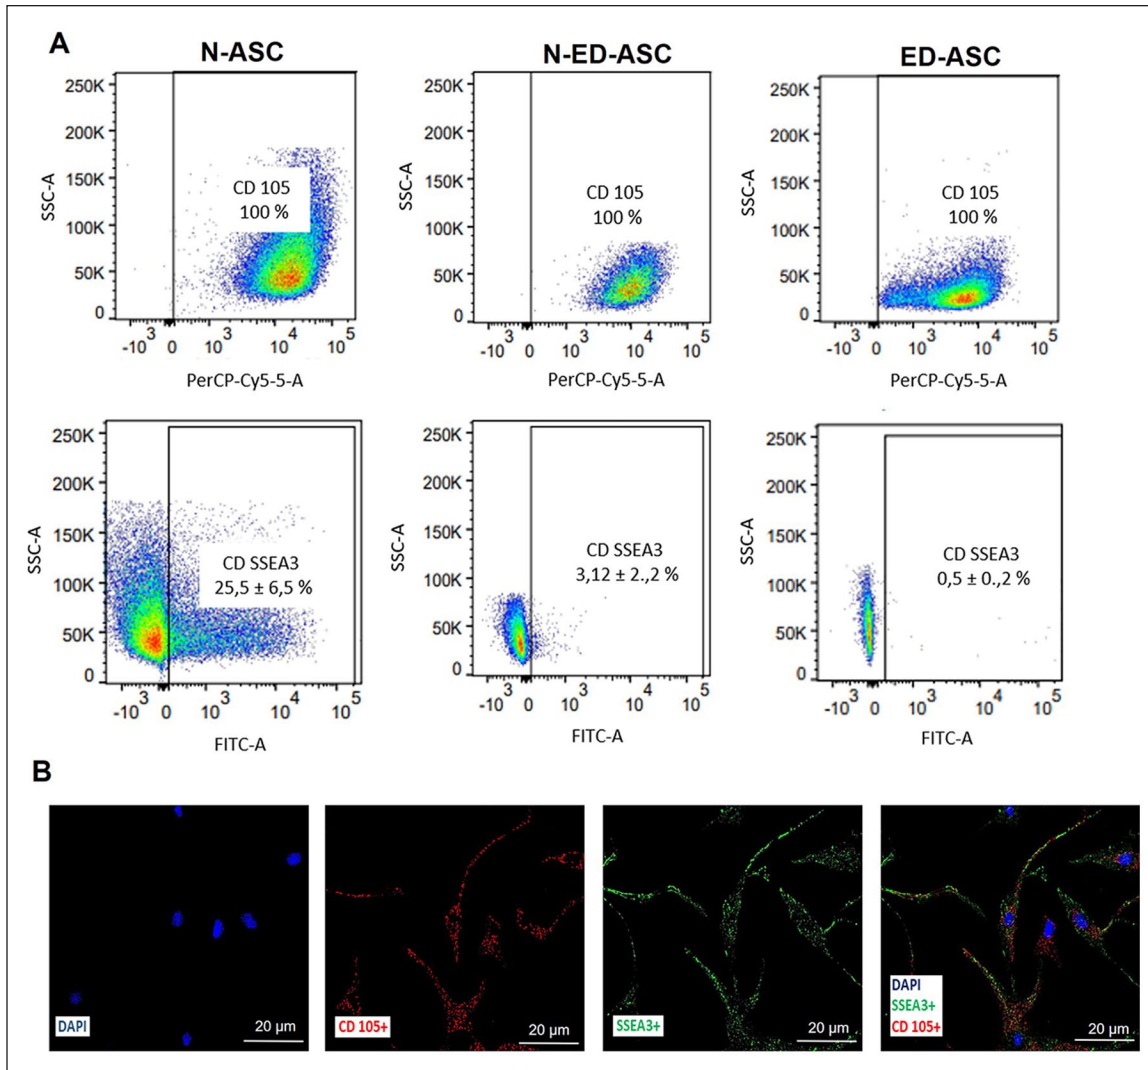 A
N-ASC
N-ED-ASC
ED-ASC
250K
200K
150K
100K
50K
0
SSC-A
CD 105
100 %
-10³ 0 10³ 10⁴ 10⁵
PerCP-Cy5-5-A
250K
200K
150K
100K
50K
0
SSC-A
CD 105
100 %
-10³ 0 10³ 10⁴ 10⁵
PerCP-Cy5-5-A
250K
200K
150K
100K
50K
0
SSC-A
CD 105
100 %
-10³ 0 10³ 10⁴ 10⁵
PerCP-Cy5-5-A
250K
200K
150K
100K
50K
0
SSC-A
CD SSEA3
25,5 ± 6,5 %
-10³ 0 10³ 10⁴ 10⁵
FITC-A
250K
200K
150K
100K
50K
0
SSC-A
CD SSEA3
3,12 ± 2.,2 %
-10³ 0 10³ 10⁴ 10⁵
FITC-A
250K
200K
150K
100K
50K
0
SSC-A
CD SSEA3
0,5 ± 0.,2 %
-10³ 0 10³ 10⁴ 10⁵
FITC-A
B
DAPI
20 µm
CD 105+
20 µm
SSEA3+
20 µm
DAPI
SSEA3+
CD 105+
20 µm